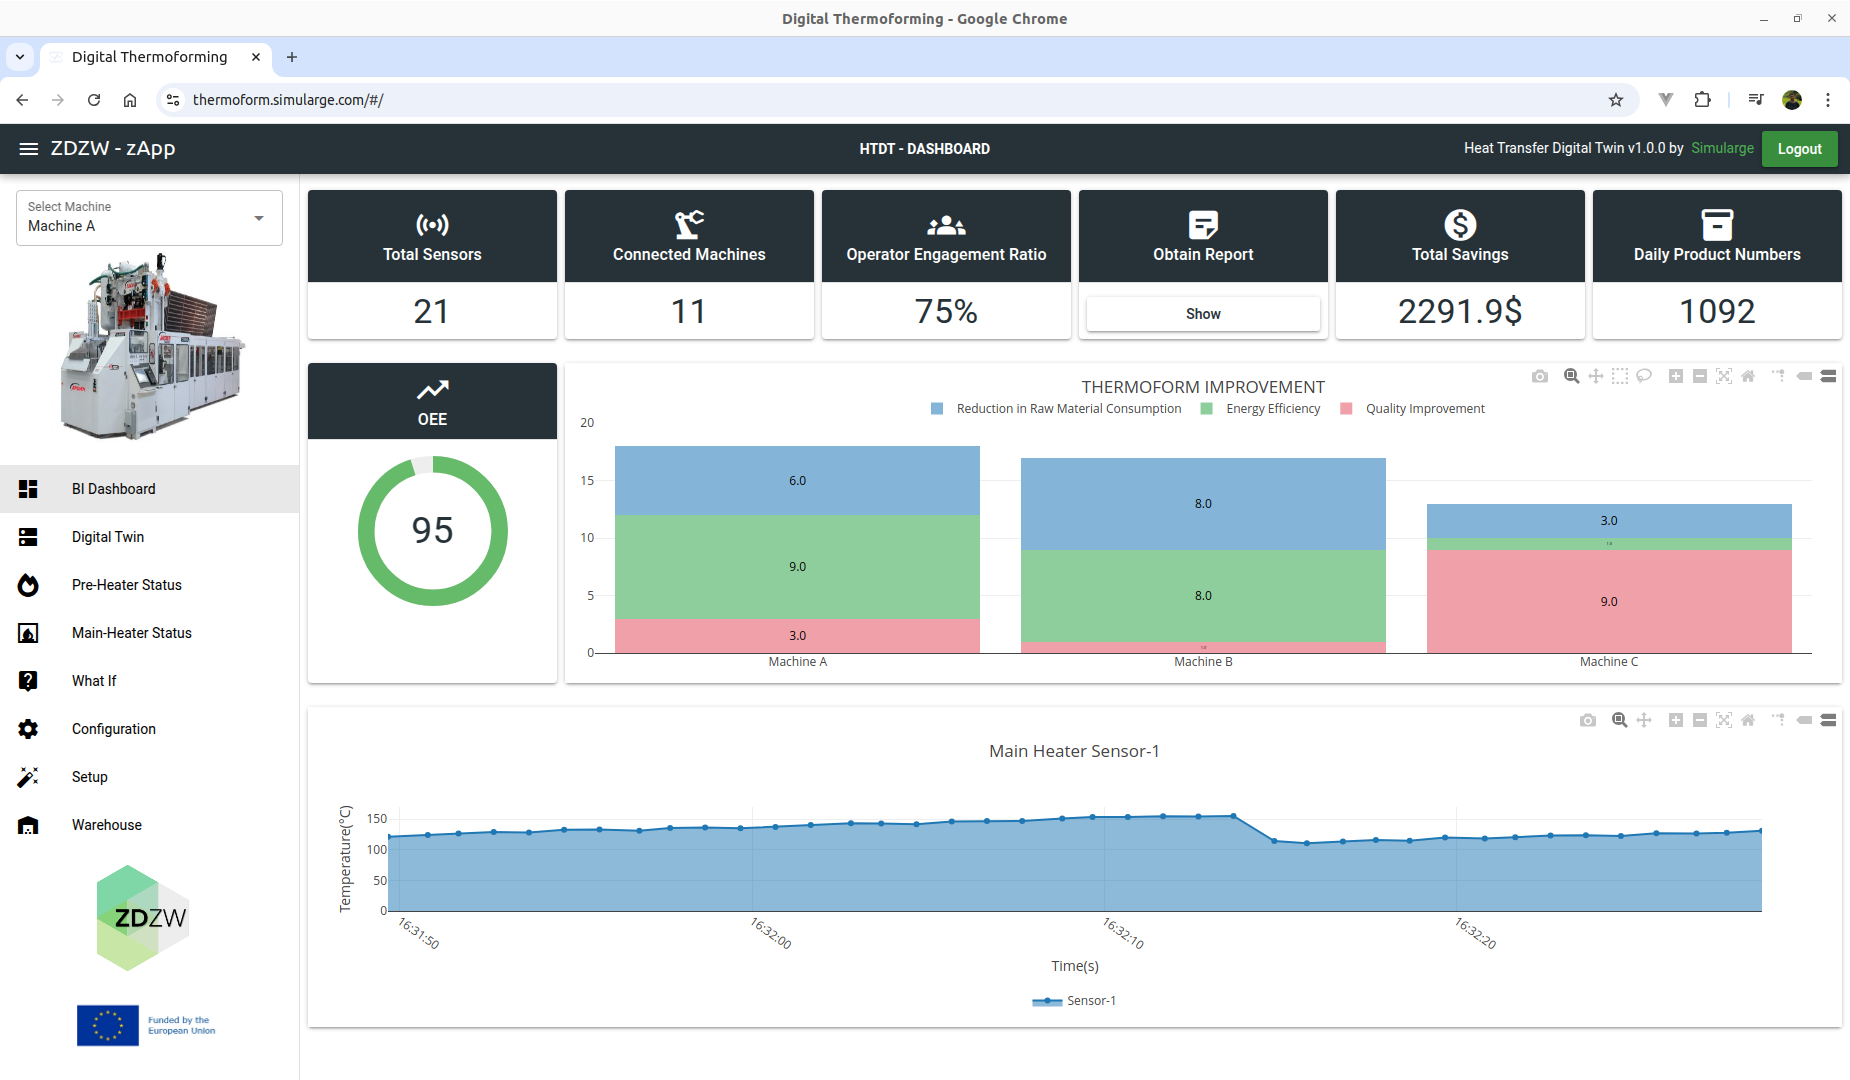 Digital Thermoforming - Google Chrome
Digital Thermoforming
thermoform.simularge.com/#/
ZDZW - zApp
HTDT - DASHBOARD
Heat Transfer Digital Twin v1.0.0 by Simularge
Logout
Select Machine
Machine A
BI Dashboard
Digital Twin
Pre-Heater Status
Main-Heater Status
What If
Configuration
Setup
Warehouse
ZDZW
Funded by the
European Union
Total Sensors
21
Connected Machines
11
Operator Engagement Ratio
75%
Obtain Report
Show
Total Savings
2291.9$
Daily Product Numbers
1092
OEE
95
THERMOFORM IMPROVEMENT
Reduction in Raw Material Consumption
Energy Efficiency
Quality Improvement
20
15
10
5
0
6.0
9.0
3.0
8.0
8.0
3.0
9.0
Machine A
Machine B
Machine C
Main Heater Sensor-1
Temperature(°C)
150
100
50
0
16:31:50
16:32:00
16:32:10
16:32:20
Time(s)
Sensor-1